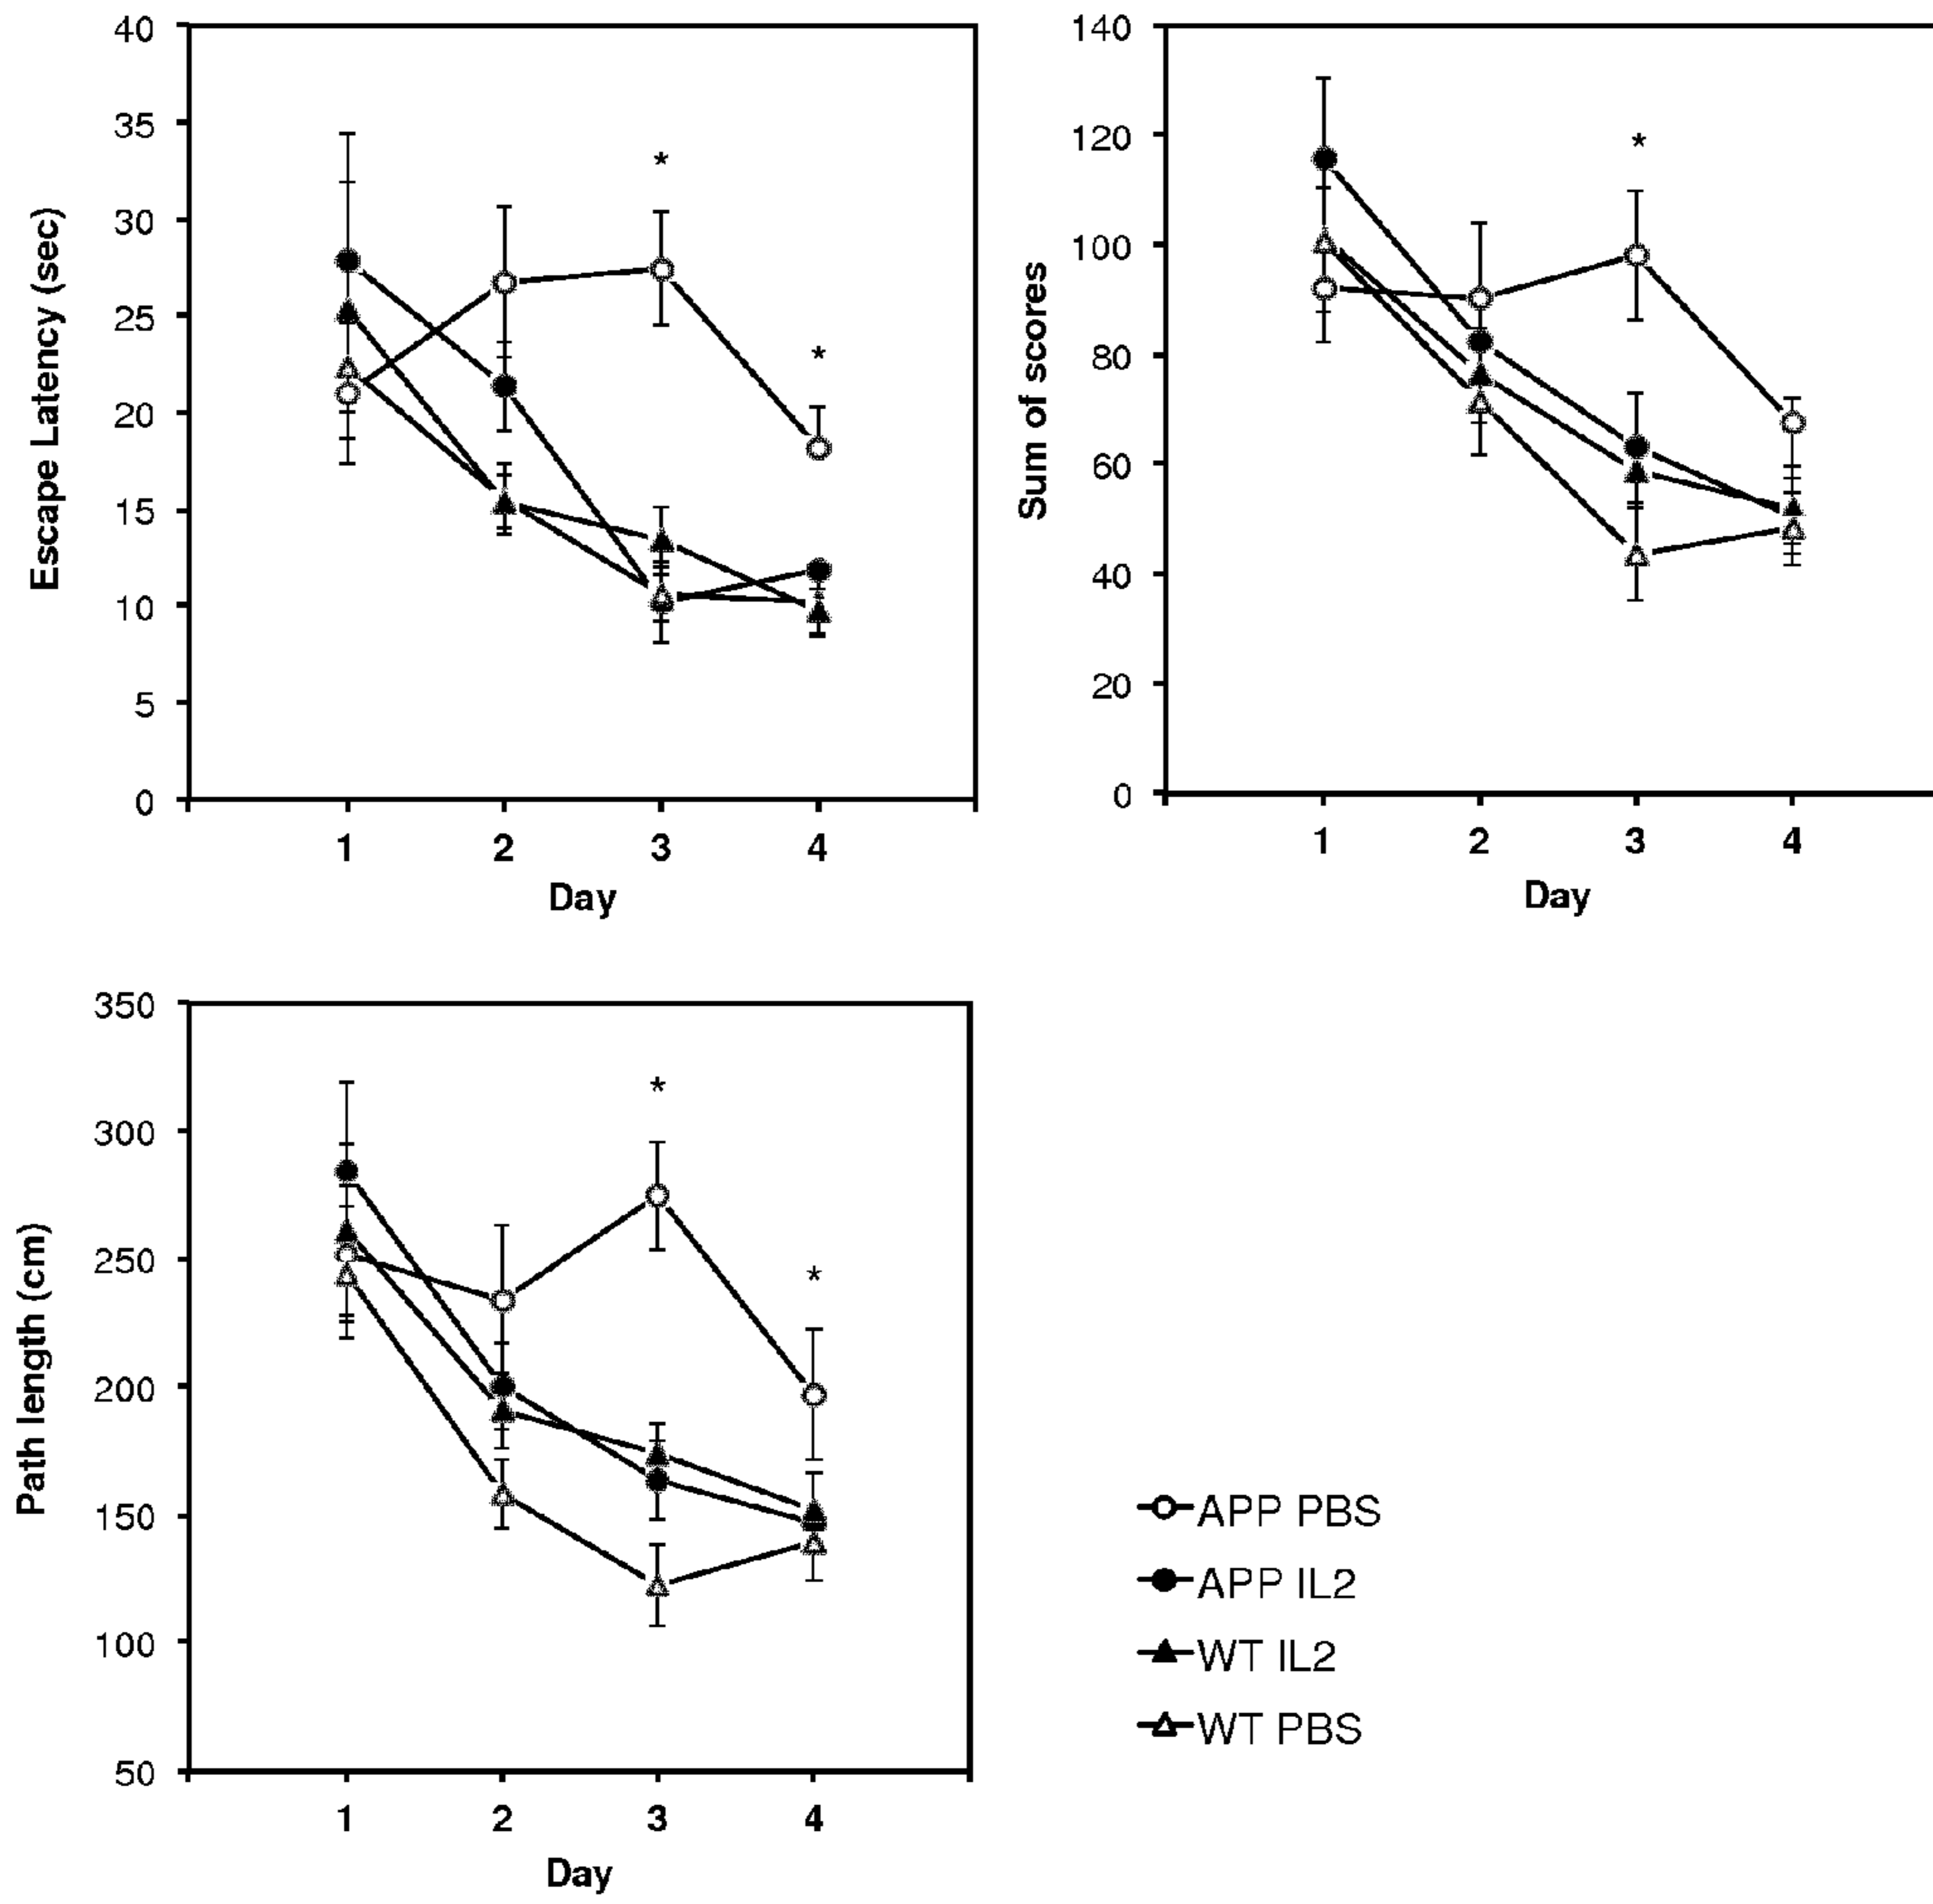 40
35
30
25
20
15
10
5
0
Escape Latency (sec)
*
*
1 2 3 4
Day
140
120
100
80
60
40
20
0
Sum of scores
*
1 2 3 4
Day
350
300
250
200
150
100
50
Path length (cm)
*
*
1 2 3 4
Day
APP PBS
APP IL2
WT IL2
WT PBS